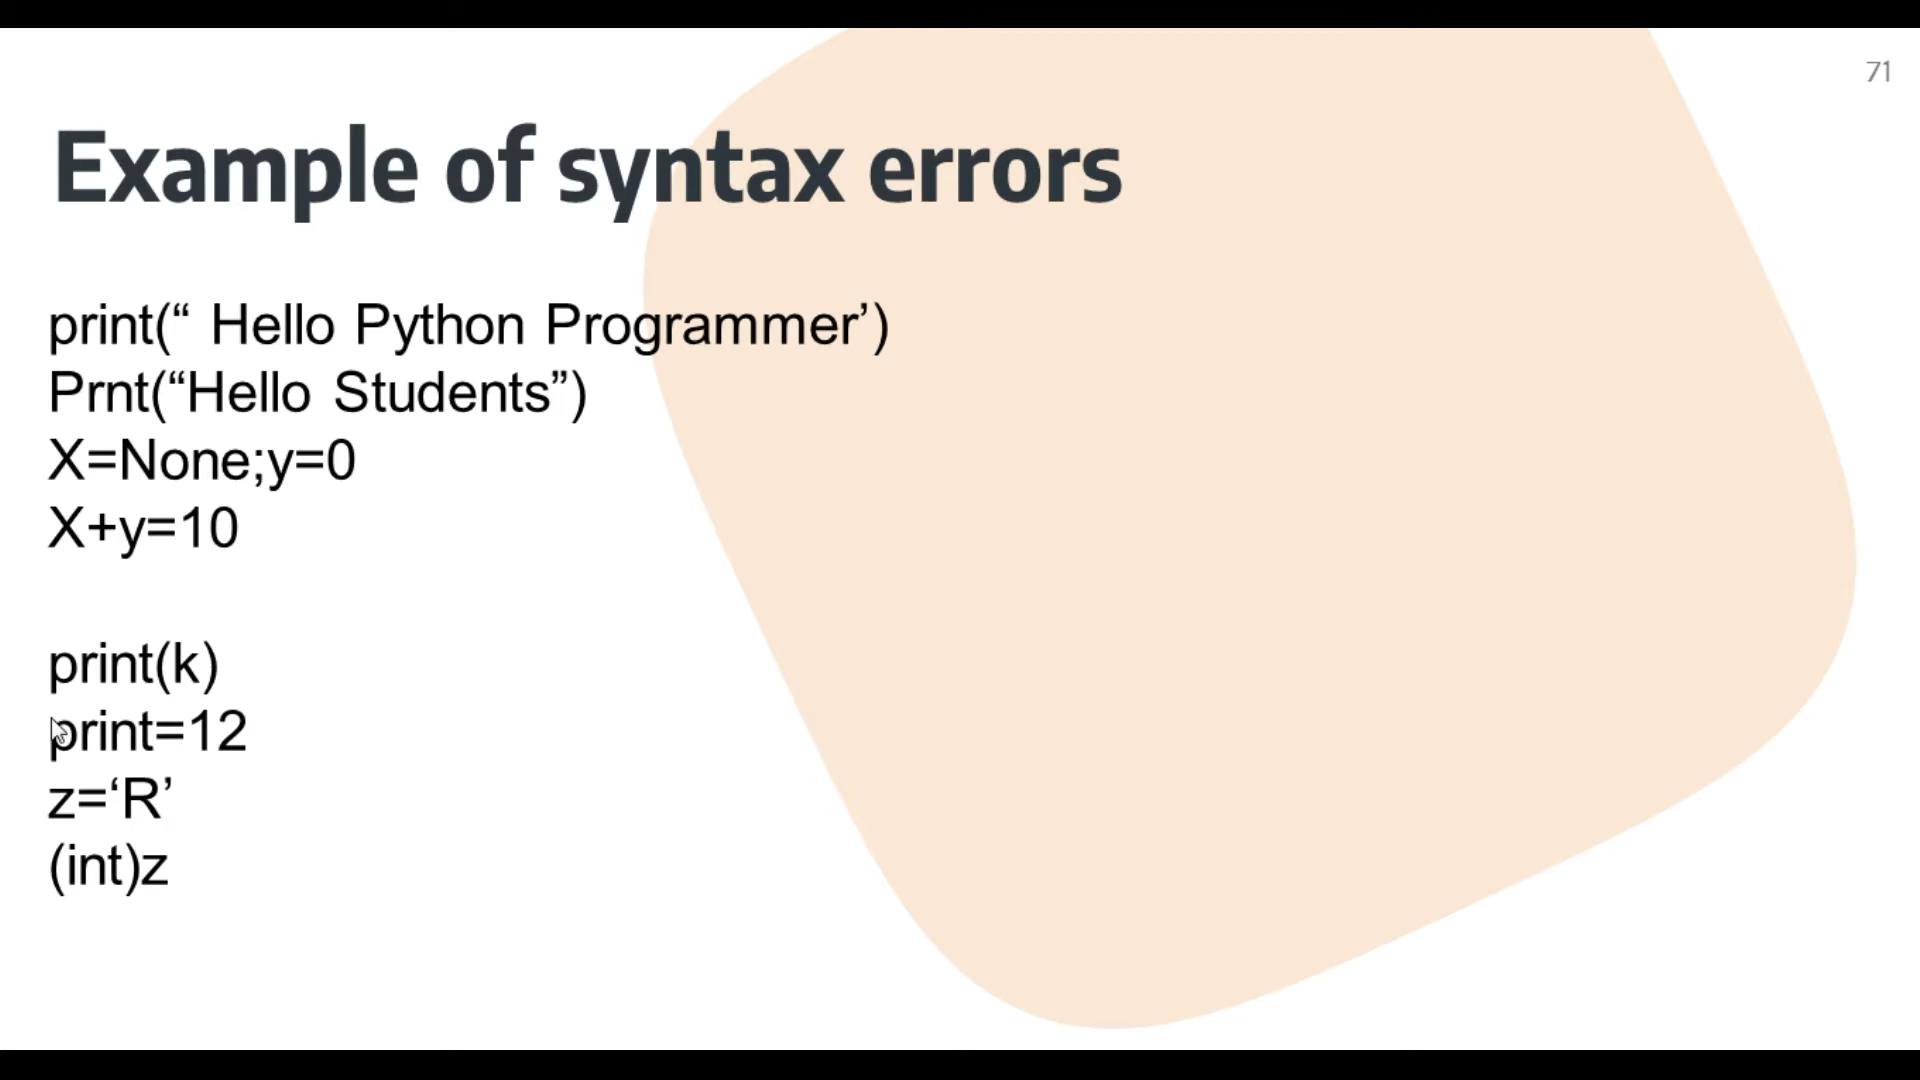 71
Example of syntax errors
print(“ Hello Python Programmer’)
Prnt(“Hello Students”)
X=None;y=0
X+y=10
print(k)
print=12
z=‘R’
(int)z